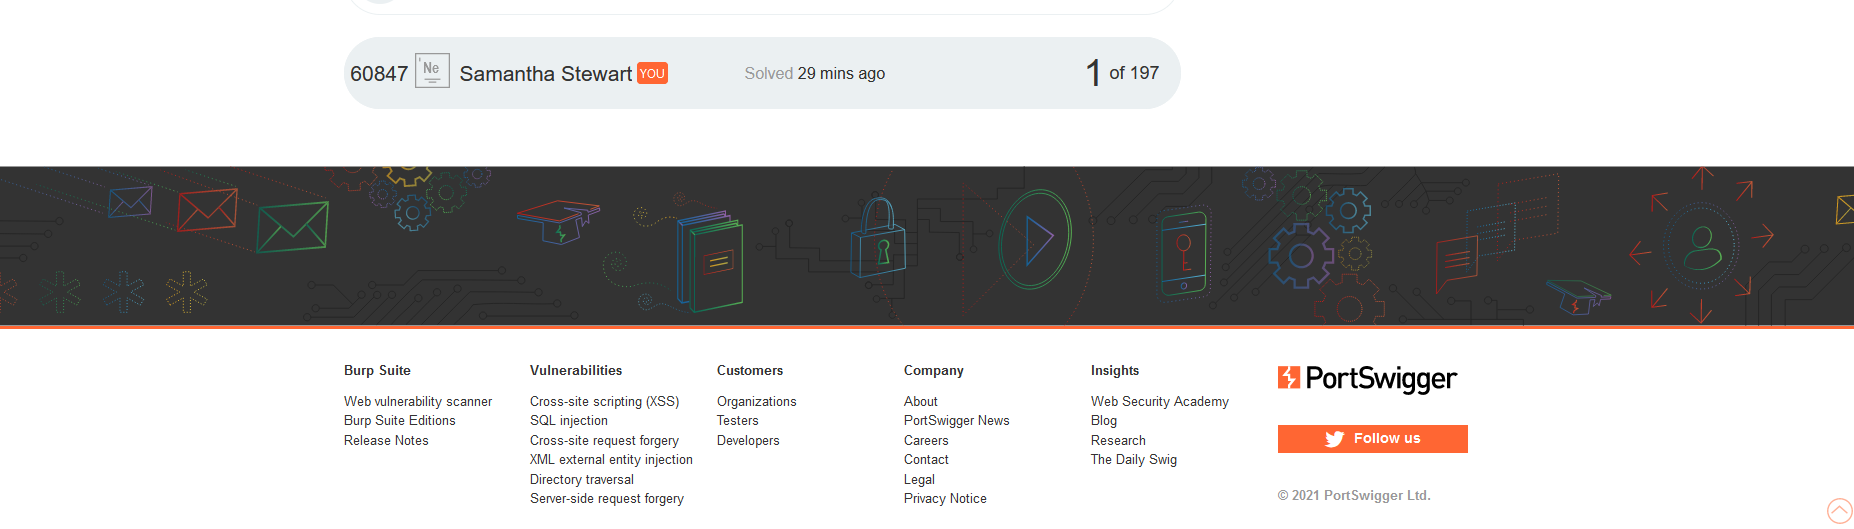 60847 Ne Samantha Stewart YOU Solved 29 mins ago 1 of 197
Burp Suite
Web vulnerability scanner
Burp Suite Editions
Release Notes
Vulnerabilities
Cross-site scripting (XSS)
SQL injection
Cross-site request forgery
XML external entity injection
Directory traversal
Server-side request forgery
Customers
Organizations
Testers
Developers
Company
About
PortSwigger News
Careers
Contact
Legal
Privacy Notice
Insights
Web Security Academy
Blog
Research
The Daily Swig
PortSwigger
Follow us
© 2021 PortSwigger Ltd.